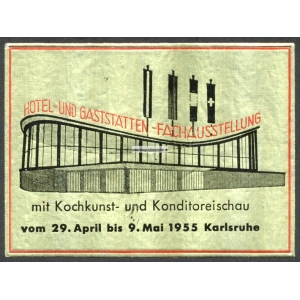 HOTEL-UND GASTSTÄTTEN-FACHAUSSTELLUNG
mit Kochkunst- und Konditoreischau
vom 29. April bis 9. Mai 1955 Karlsruhe